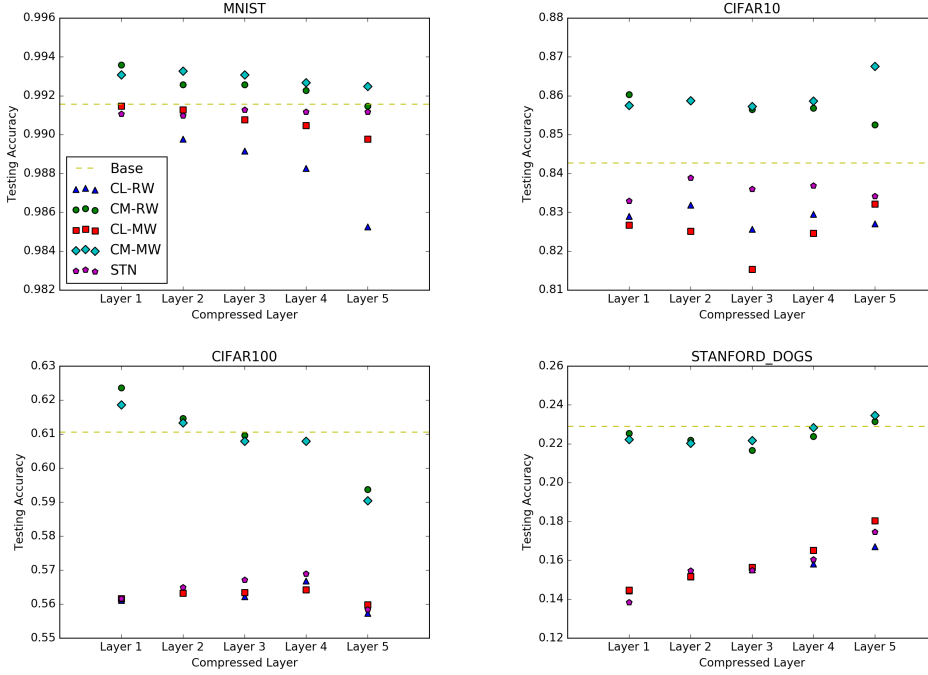 MNIST
0.996
0.994
0.992
0.990
0.988
0.986
0.984
0.982
Testing Accuracy
Base
CL-RW
CM-RW
CL-MW
CM-MW
STN
Layer 1 Layer 2 Layer 3 Layer 4 Layer 5
Compressed Layer
CIFAR10
0.88
0.87
0.86
0.85
0.84
0.83
0.82
0.81
Testing Accuracy
Layer 1 Layer 2 Layer 3 Layer 4 Layer 5
Compressed Layer
CIFAR100
0.63
0.62
0.61
0.60
0.59
0.58
0.57
0.56
0.55
Testing Accuracy
Layer 1 Layer 2 Layer 3 Layer 4 Layer 5
Compressed Layer
STANFORD_DOGS
0.26
0.24
0.22
0.20
0.18
0.16
0.14
0.12
Testing Accuracy
Layer 1 Layer 2 Layer 3 Layer 4 Layer 5
Compressed Layer